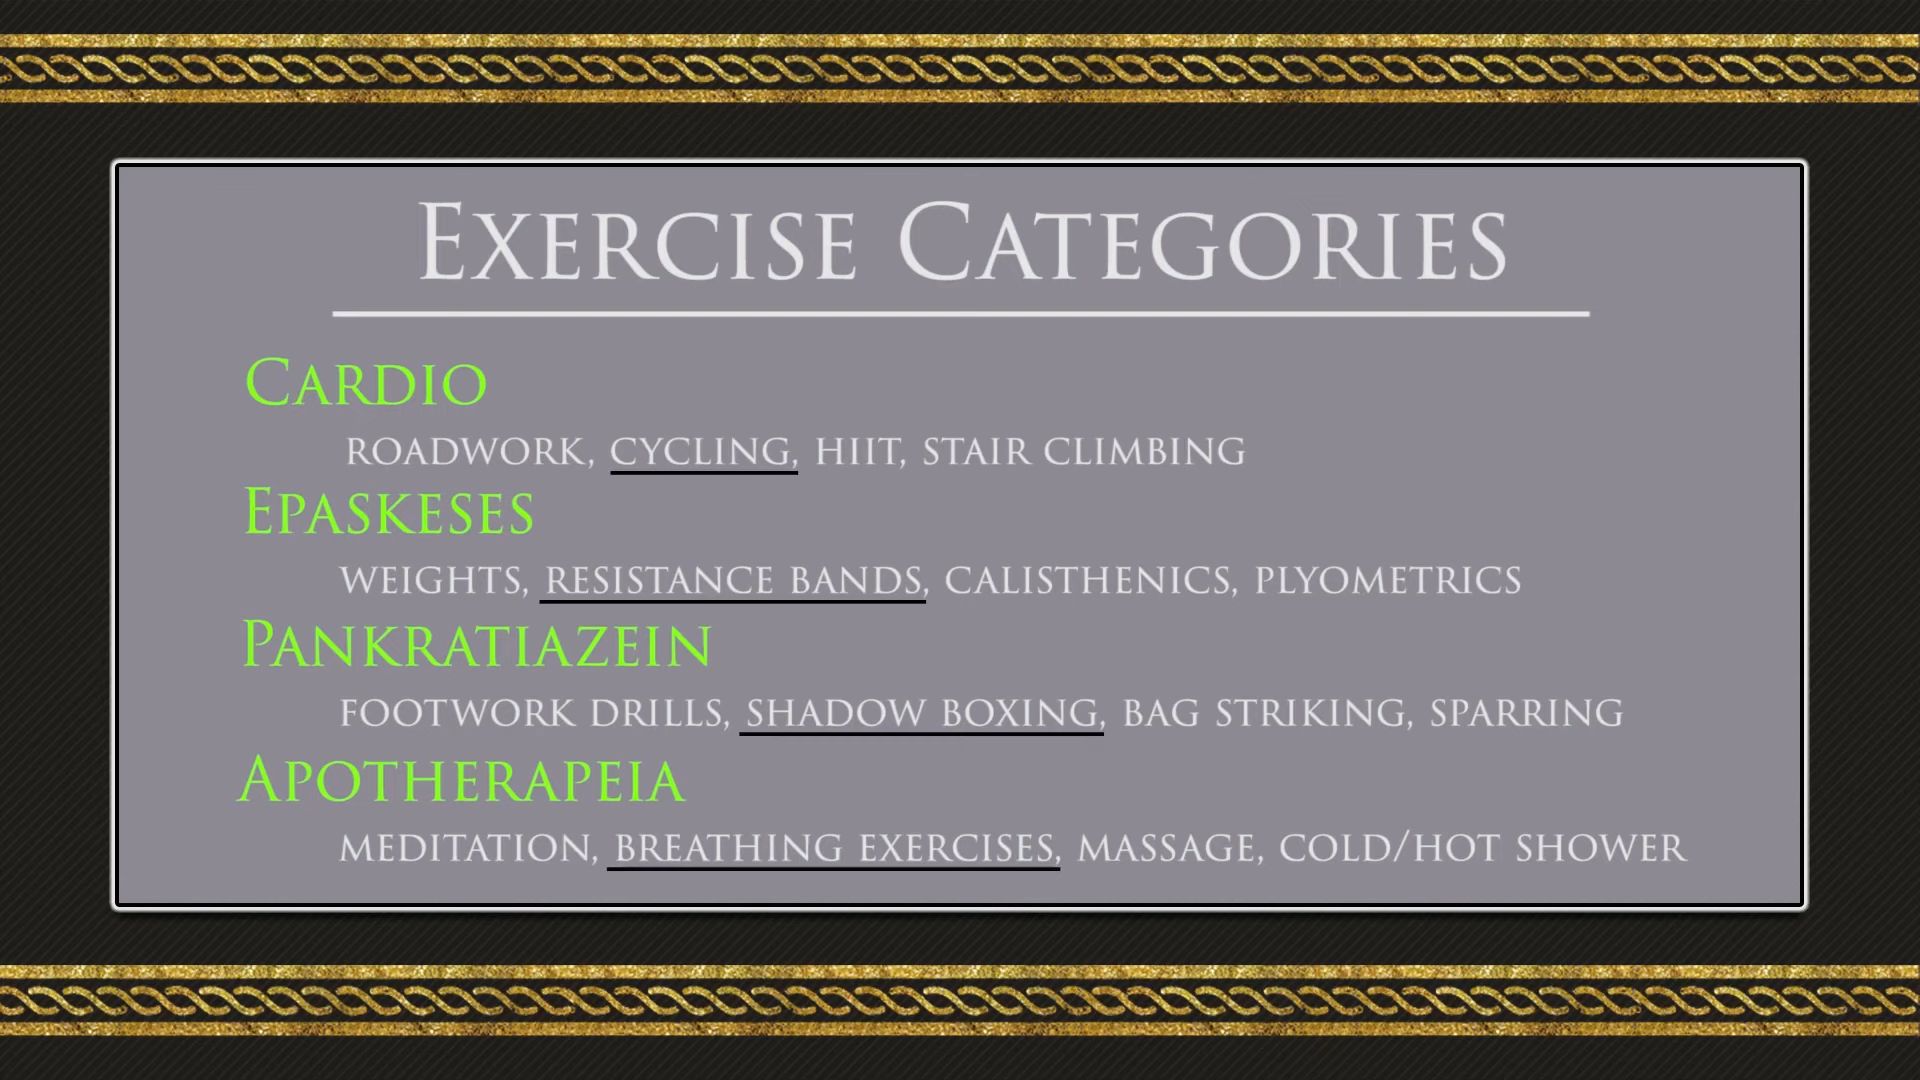 Exercise Categories
Cardio
roadwork, cycling, HIIT, stair climbing
Epaskeses
weights, resistance bands, calisthenics, plyometrics
Pankratiazein
footwork drills, shadow boxing, bag striking, sparring
Apotherapeia
meditation, breathing exercises, massage, cold/hot shower